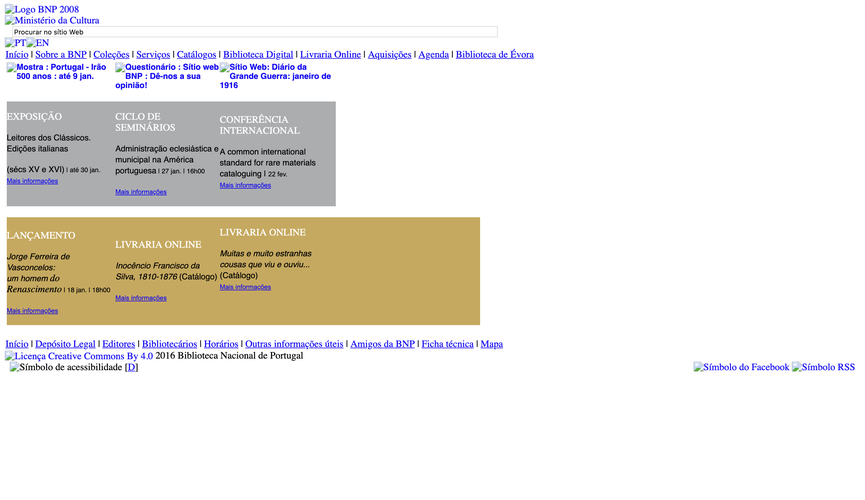 Logo BNP 2008
Ministério da Cultura
Procurar no sítio Web
PT EN
Início | Sobre a BNP | Coleções | Serviços | Catálogos | Biblioteca Digital | Livraria Online | Aquisições | Agenda | Biblioteca de Évora
Mostra : Portugal - Irão
500 anos : até 9 jan.
Questionário : Sítio web
BNP : Dê-nos a sua
opinião!
Sítio Web: Diário da
Grande Guerra: janeiro de
1916
EXPOSIÇÃO
Leitores dos Clássicos.
Edições italianas
(sécs XV e XVI) | até 30 jan.
Mais informações
CICLO DE
SEMINÁRIOS
Administração eclesiástica e
municipal na América
portuguesa | 27 jan. | 16h00
Mais informações
CONFERÊNCIA
INTERNACIONAL
A common international
standard for rare materials
cataloguing | 22 fev.
Mais informações
LANÇAMENTO
Jorge Ferreira de
Vasconcelos:
um homem do
Renascimento | 18 jan. | 18h00
Mais informações
LIVRARIA ONLINE
Inocêncio Francisco da
Silva, 1810-1876 (Catálogo)
Mais informações
LIVRARIA ONLINE
Muitas e muito estranhas
cousas que viu e ouviu...
(Catálogo)
Mais informações
Início | Depósito Legal | Editores | Bibliotecários | Horários | Outras informações úteis | Amigos da BNP | Ficha técnica | Mapa
Licença Creative Commons By 4.0 2016 Biblioteca Nacional de Portugal
Símbolo de acessibilidade [D]
Símbolo do Facebook Símbolo RSS